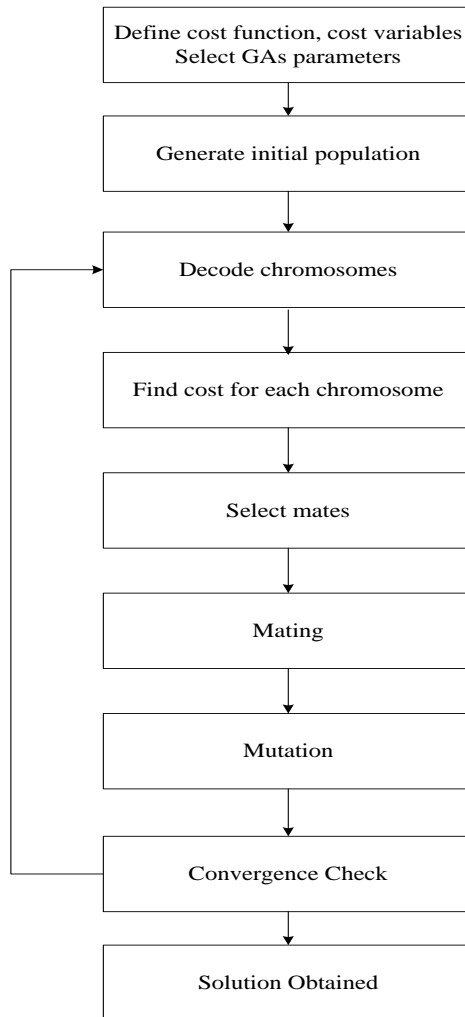 Define cost function, cost variables
Select GAs parameters
Generate initial population
Decode chromosomes
Find cost for each chromosome
Select mates
Mating
Mutation
Convergence Check
Solution Obtained